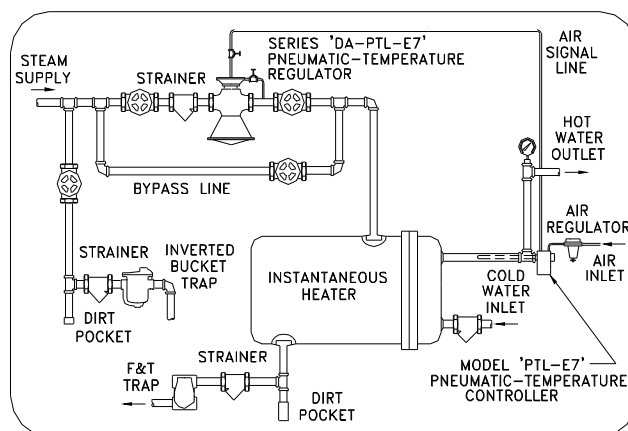 SERIES 'DA-PTL-E7'
PNEUMATIC-TEMPERATURE
REGULATOR
AIR
SIGNAL
LINE
STEAM
SUPPLY
STRAINER
HOT
WATER
OUTLET
BYPASS LINE
AIR
REGULATOR
AIR
INLET
STRAINER
INVERTED
BUCKET
TRAP
INSTANTANEOUS
HEATER
COLD
WATER
INLET
DIRT
POCKET
STRAINER
F&T
TRAP
DIRT
POCKET
MODEL 'PTL-E7'
PNEUMATIC-TEMPERATURE
CONTROLLER